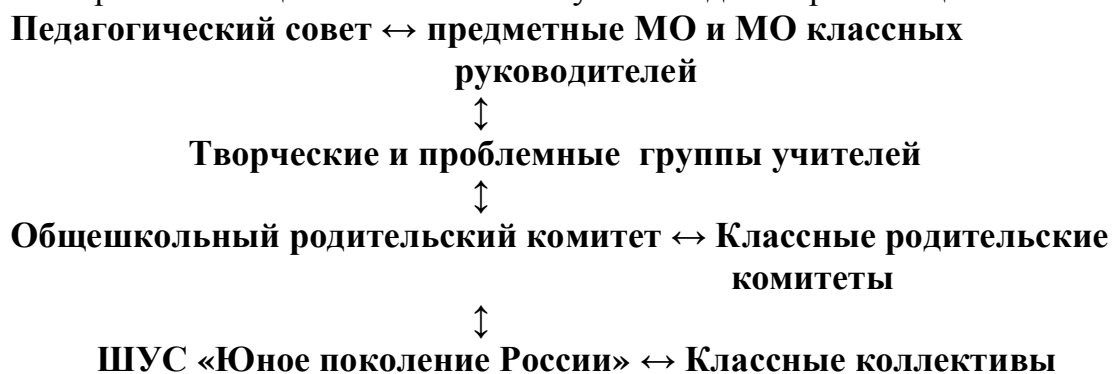 Педагогический совет ↔ предметные МО и МО классных
руководителей
↕
Творческие и проблемные группы учителей
↕
Общешкольный родительский комитет ↔ Классные родительские
комитеты
↕
ШУС «Юное поколение России» ↔ Классные коллективы